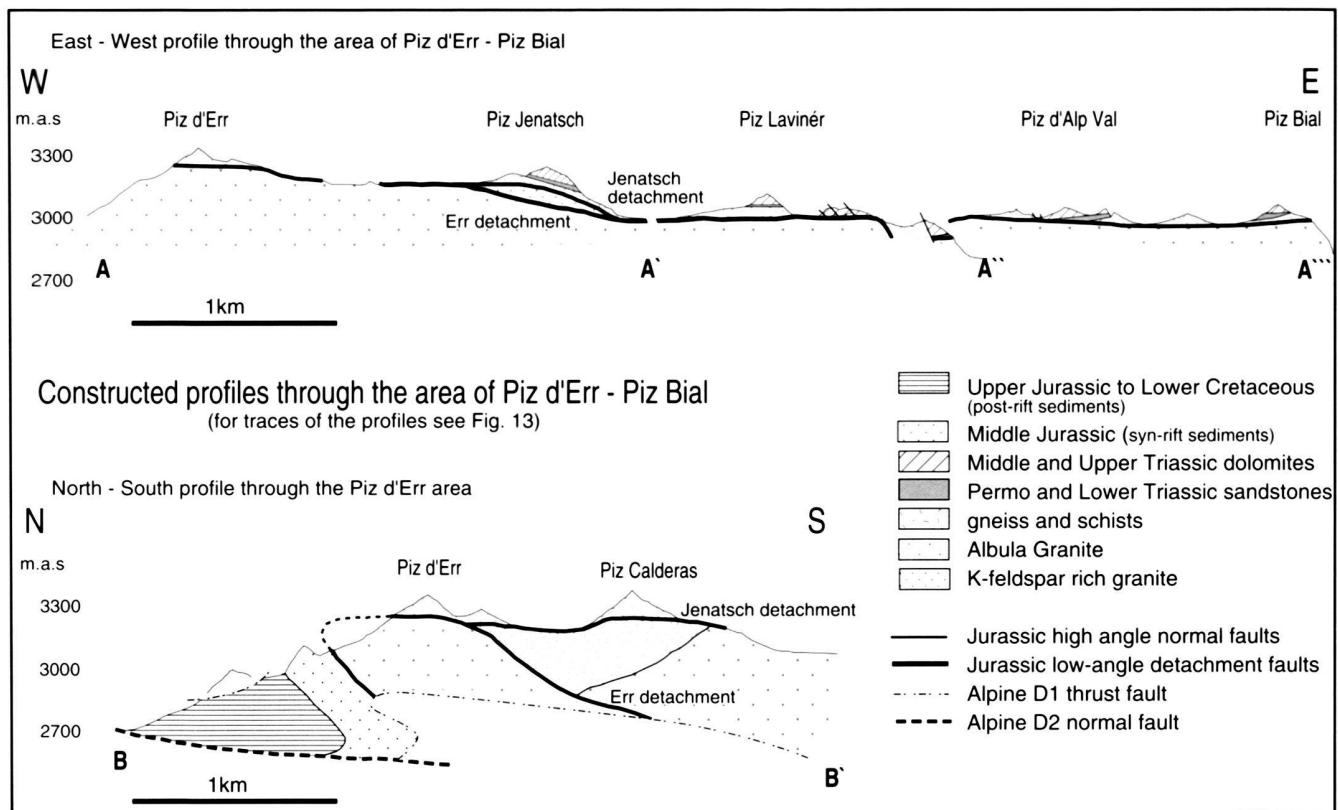 East - West profile through the area of Piz d'Err - Piz Bial
W
E
m.a.s
Piz d'Err
Piz Jenatsch
Piz Lavinér
Piz d'Alp Val
Piz Bial
3300
Jenatsch
detachment
3000
Err detachment
A
A`
A``
A```
2700
1km
Constructed profiles through the area of Piz d'Err - Piz Bial
(for traces of the profiles see Fig. 13)
North - South profile through the Piz d'Err area
N
S
m.a.s
Piz d'Err
Piz Calderas
3300
Jenatsch detachment
3000
Err detachment
2700
B
B`
1km
Upper Jurassic to Lower Cretaceous
(post-rift sediments)
Middle Jurassic (syn-rift sediments)
Middle and Upper Triassic dolomites
Permo and Lower Triassic sandstones
gneiss and schists
Albula Granite
K-feldspar rich granite
Jurassic high angle normal faults
Jurassic low-angle detachment faults
Alpine D1 thrust fault
Alpine D2 normal fault